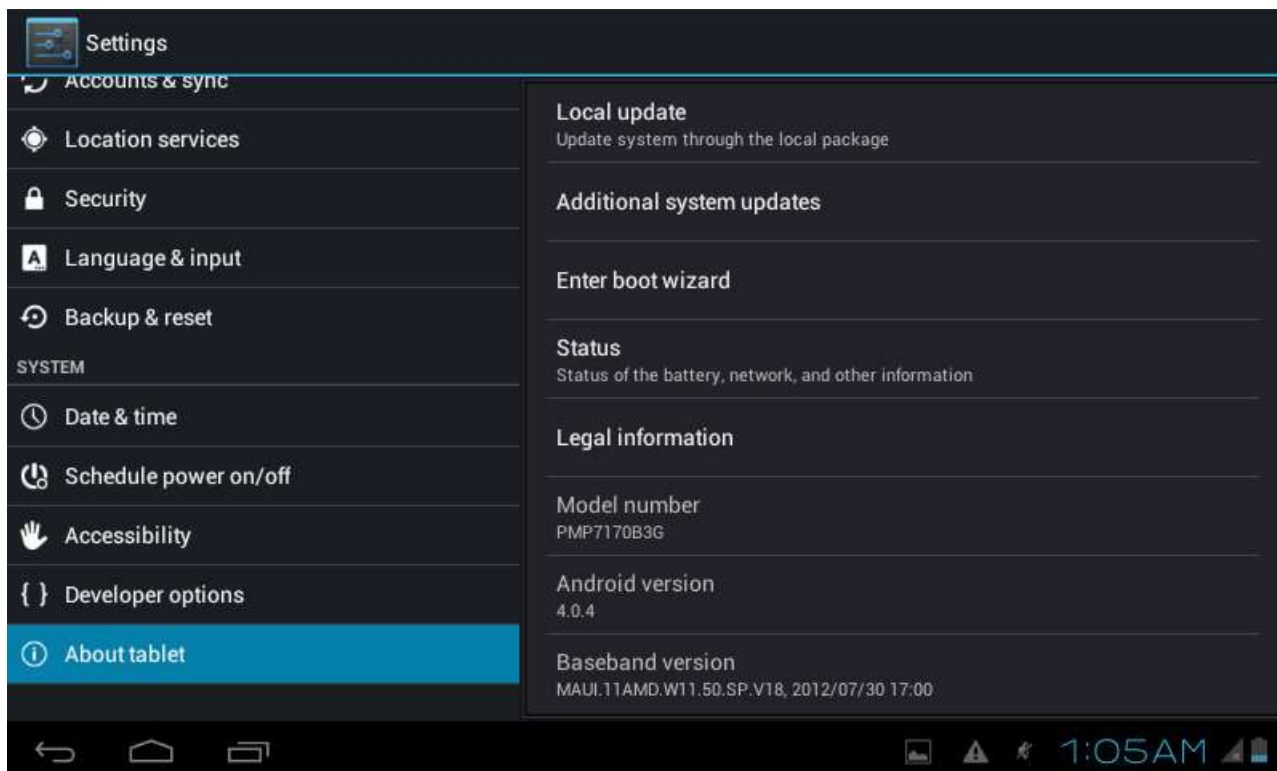 Settings
Accounts & sync
Location services
Security
Language & input
Backup & reset
SYSTEM
Date & time
Schedule power on/off
Accessibility
{ } Developer options
About tablet
Local update
Update system through the local package
Additional system updates
Enter boot wizard
Status
Status of the battery, network, and other information
Legal information
Model number
PMP7170B3G
Android version
4.0.4
Baseband version
MAUI.11AMD.W11.50.SP.V18, 2012/07/30 17:00
1:05AM